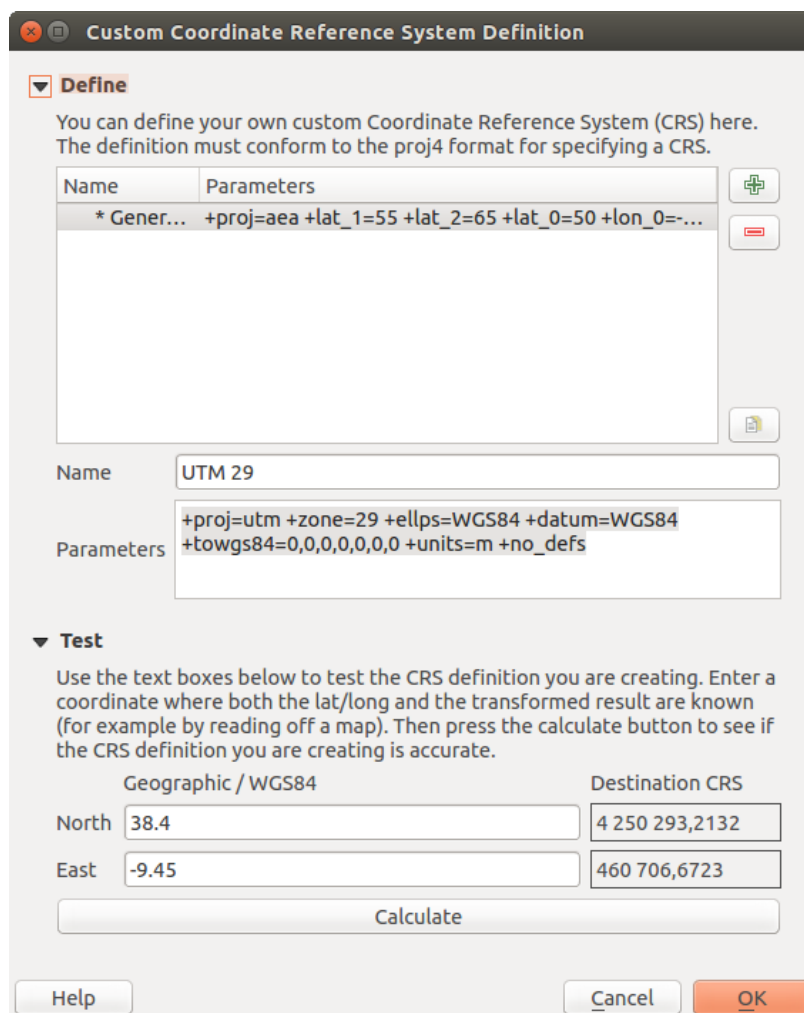 Custom Coordinate Reference System Definition
Define
You can define your own custom Coordinate Reference System (CRS) here.
The definition must conform to the proj4 format for specifying a CRS.
Name Parameters
* Gener... +proj=aea +lat_1=55 +lat_2=65 +lat_0=50 +lon_0=-...
Name UTM 29
+proj=utm +zone=29 +ellps=WGS84 +datum=WGS84
Parameters +towgs84=0,0,0,0,0,0,0 +units=m +no_defs
Test
Use the text boxes below to test the CRS definition you are creating. Enter a
coordinate where both the lat/long and the transformed result are known
(for example by reading off a map). Then press the calculate button to see if
the CRS definition you are creating is accurate.
Geographic / WGS84 Destination CRS
North 38.4 4 250 293,2132
East -9.45 460 706,6723
Calculate
Help Cancel OK